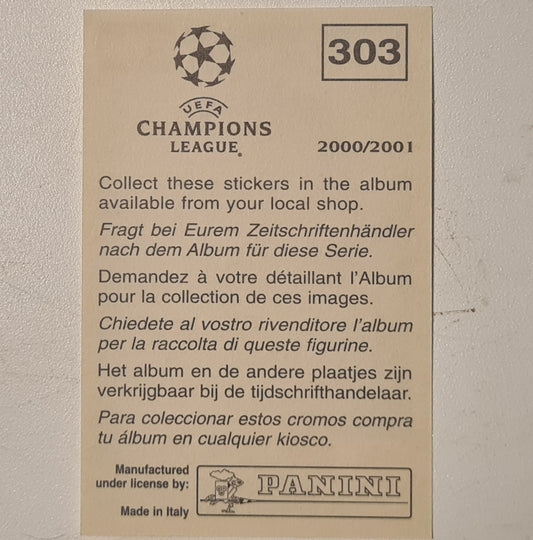 303
UEFA
CHAMPIONS
LEAGUE.
2000/2001
Collect these stickers in the album
available from your local shop.
Fragt bei Eurem Zeitschriftenhändler
nach dem Album für diese Serie.
Demandez à votre détaillant l'Album
pour la collection de ces images.
Chiedete al vostro rivenditore l'album
per la raccolta di queste figurine.
Het album en de andere plaatjes zijn
verkrijgbaar bij de tijdschrifthandelaar.
Para coleccionar estos cromos compra
tu álbum en cualquier kiosco.
Manufactured
under license by:
PANINI
Made in Italy